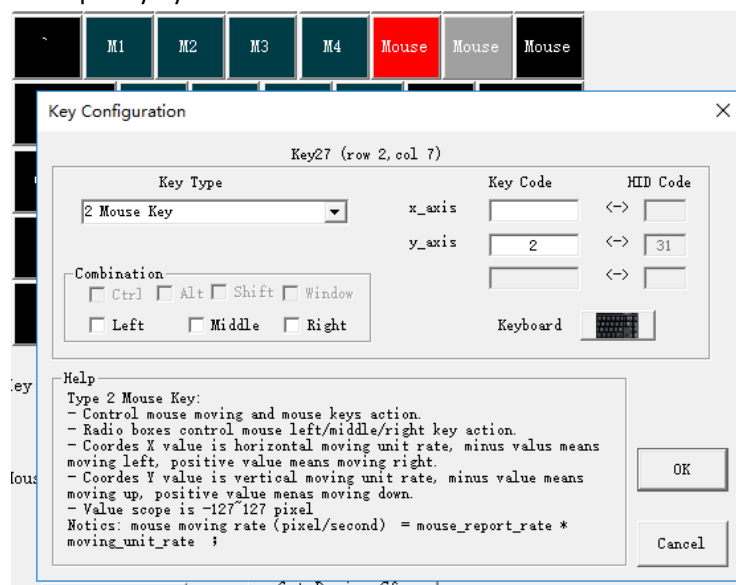 ` M1 M2 M3 M4 Mouse Mouse Mouse
Key Configuration
Key27 (row 2, col 7)
Key Type Key Code HID Code
2 Mouse Key x_axis <->
y_axis 2 <-> 31
Combination <->
Ctrl Alt Shift Window
Left Middle Right Keyboard
Help
Type 2 Mouse Key:
- Control mouse moving and mouse keys action.
- Radio boxes control mouse left/middle/right key action.
- Coordes X value is horizontal moving unit rate, minus valus means
moving left, positive value means moving right.
- Coordes Y value is vertical moving unit rate, minus value means
moving up, positive value menas moving down.
- Value scope is -127~127 pixel
Notics: mouse moving rate (pixel/second) = mouse_report_rate *
moving_unit_rate ;
OK
Cancel